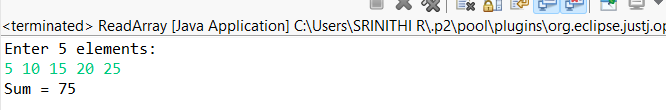 <terminated> ReadArray [Java Application] C:\Users\SRINITHI R\.p2\pool\plugins\org.eclipse.justj.op
Enter 5 elements:
5 10 15 20 25
Sum = 75